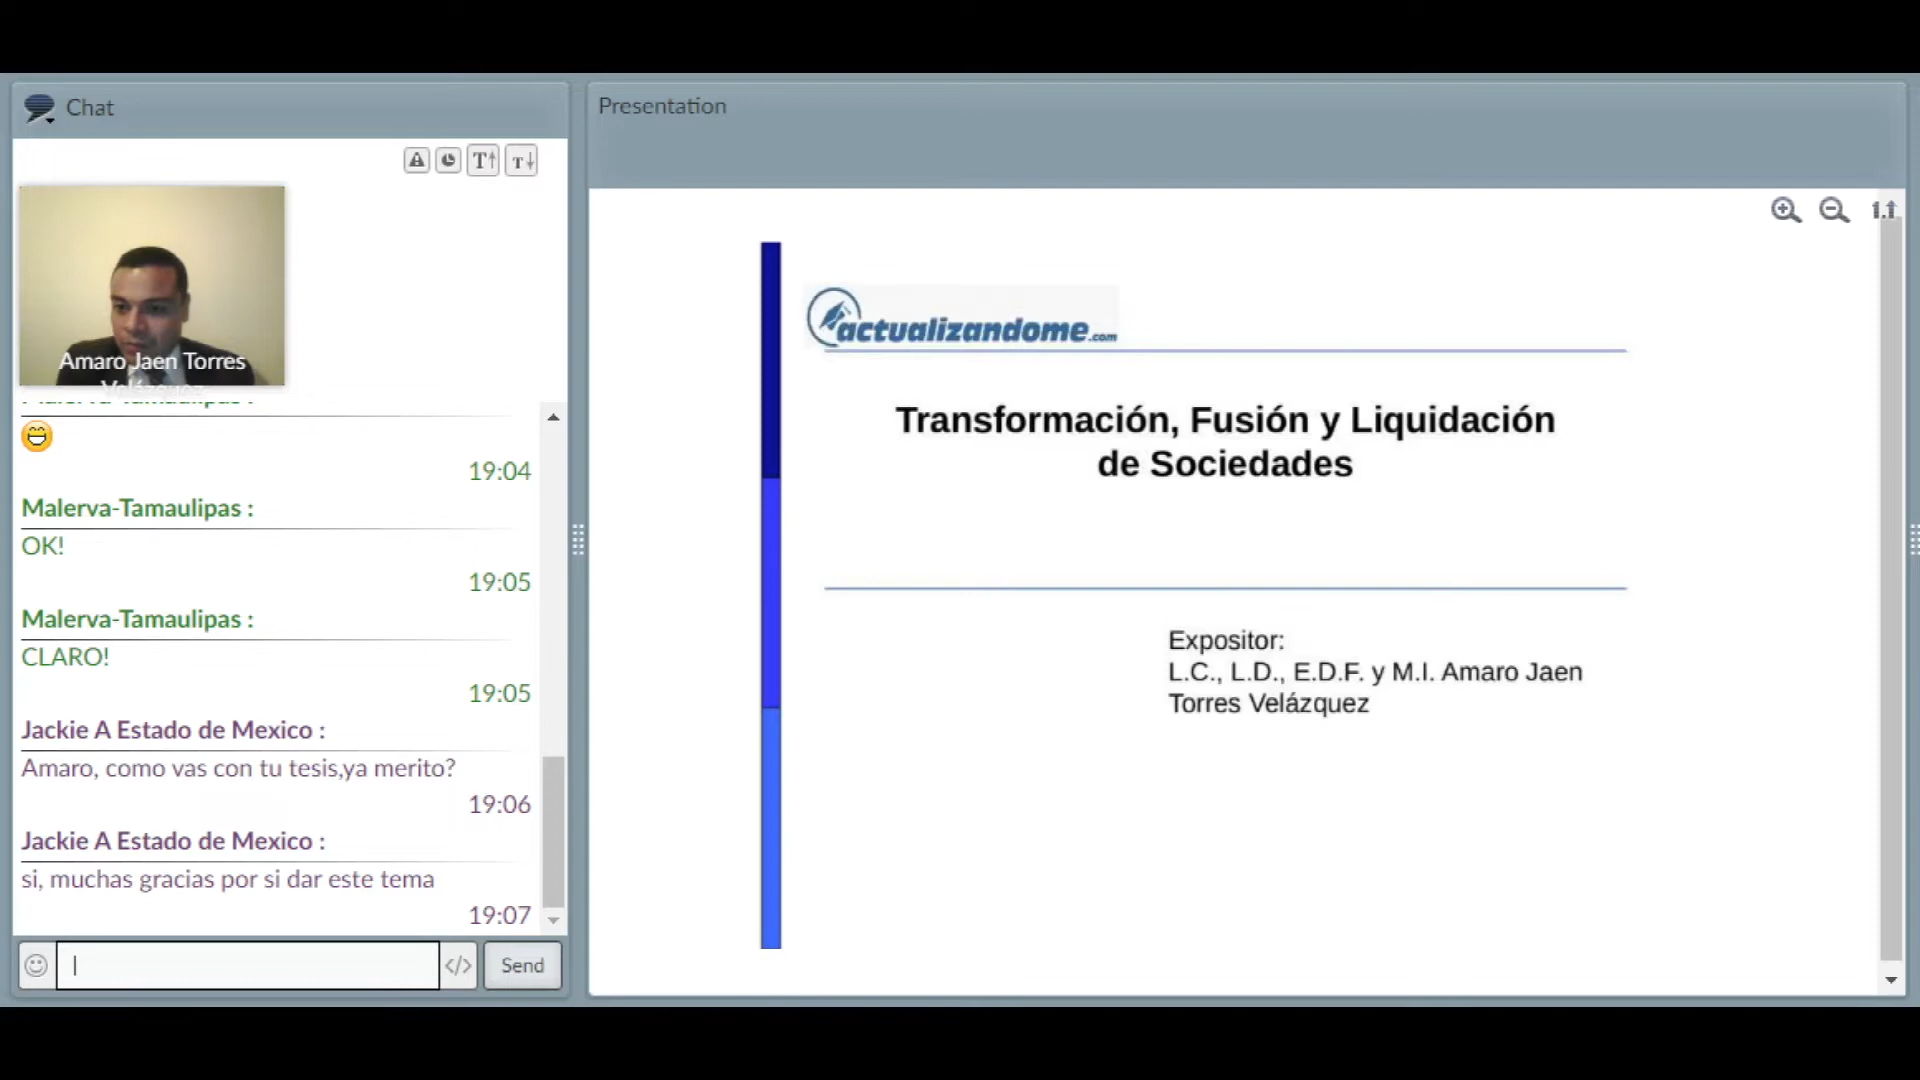 Chat
Amaro Jaen Torres
Velázquez
Malerva-Tamaulipas :
19:04
Malerva-Tamaulipas :
OK!
19:05
Malerva-Tamaulipas :
CLARO!
19:05
Jackie A Estado de Mexico :
Amaro, como vas con tu tesis,ya merito?
19:06
Jackie A Estado de Mexico :
si, muchas gracias por si dar este tema
19:07
Send
Presentation
actualizandome.com
Transformación, Fusión y Liquidación
de Sociedades
Expositor:
L.C., L.D., E.D.F. y M.I. Amaro Jaen
Torres Velázquez